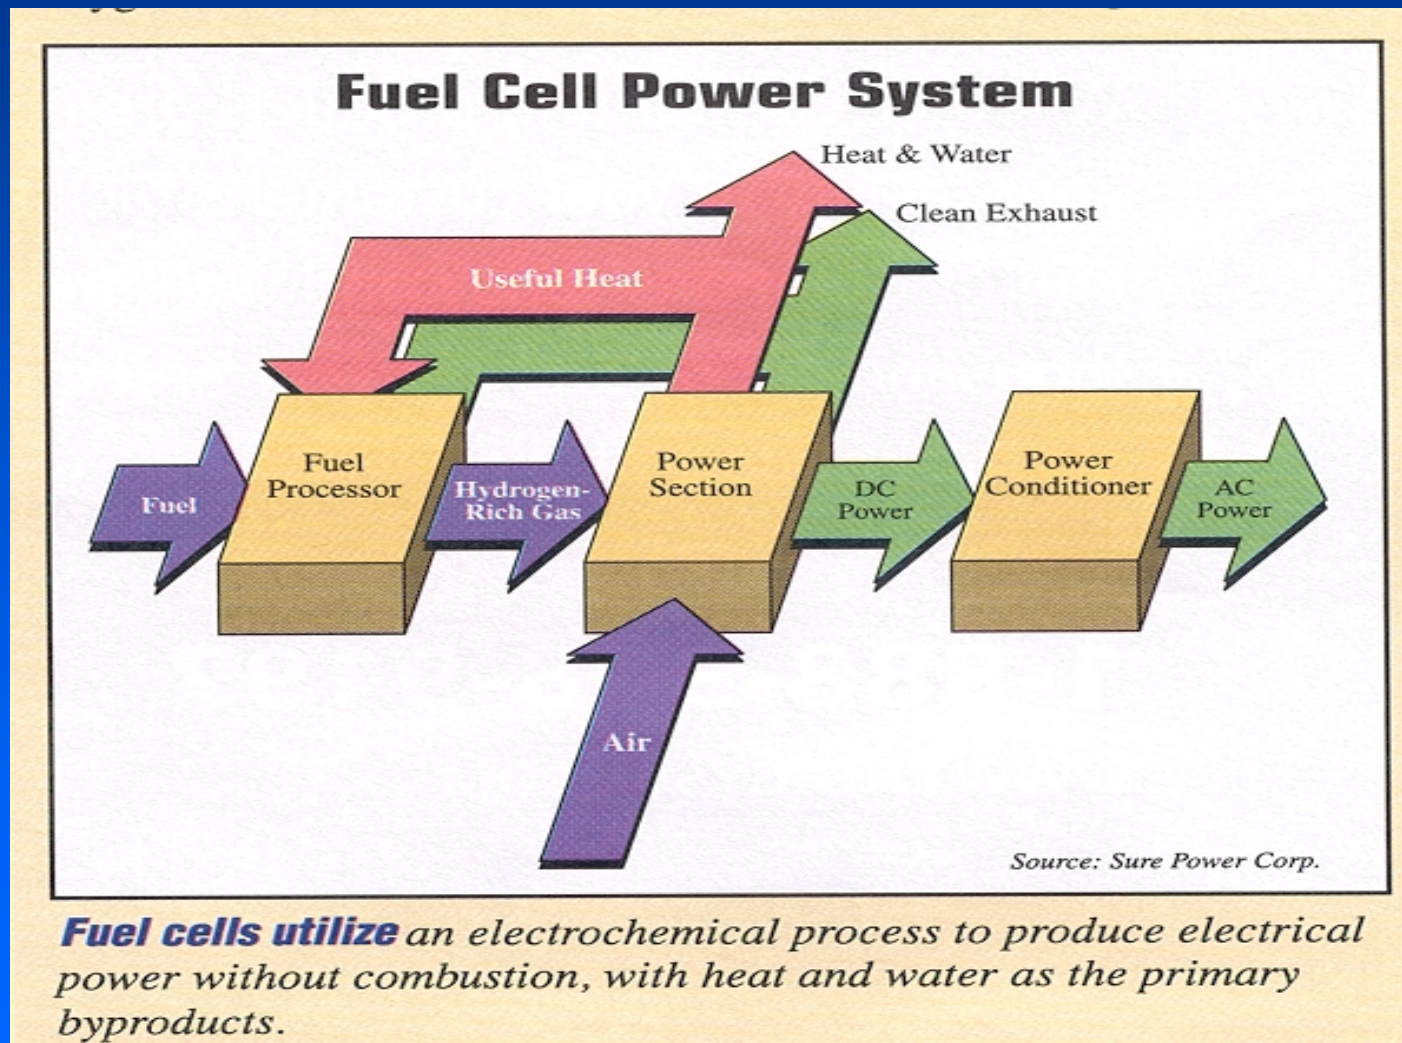 Fuel Cell Power System
Heat & Water
Clean Exhaust
Useful Heat
Fuel
Fuel
Processor
Hydrogen-
Rich Gas
Power
Section
DC
Power
Power
Conditioner
AC
Power
Air
Source: Sure Power Corp.
Fuel cells utilize an electrochemical process to produce electrical
power without combustion, with heat and water as the primary
byproducts.